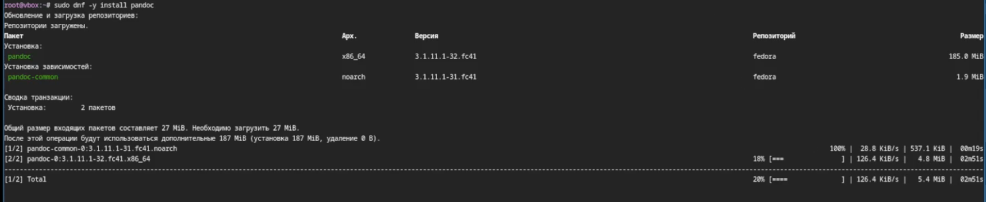 root@vbox:~# sudo dnf -y install pandoc
Обновление и загрузка репозиториев:
Репозитории загружены.
Пакет Арх. Версия Репозиторий Размер
Установка:
pandoc x86_64 3.1.11.1-32.fc41 fedora 185.0 MiB
Установка зависимостей:
pandoc-common noarch 3.1.11.1-31.fc41 fedora 1.9 MiB
Сводка транзакции:
Установка: 2 пакетов
Общий размер входящих пакетов составляет 27 MiB. Необходимо загрузить 27 MiB.
После этой операции будут использоваться дополнительные 187 MiB (установка 187 MiB, удаление 0 B).
[1/2] pandoc-common-0:3.1.11.1-31.fc41.noarch 100% | 28.8 KiB/s | 537.1 KiB | 00m19s
[2/2] pandoc-0:3.1.11.1-32.fc41.x86_64 18% [=== ] | 126.4 KiB/s | 4.8 MiB | 02m51s
--------------------------------------------------------------------------------
[1/2] Total 20% [==== ] | 126.4 KiB/s | 5.4 MiB | 02m51s